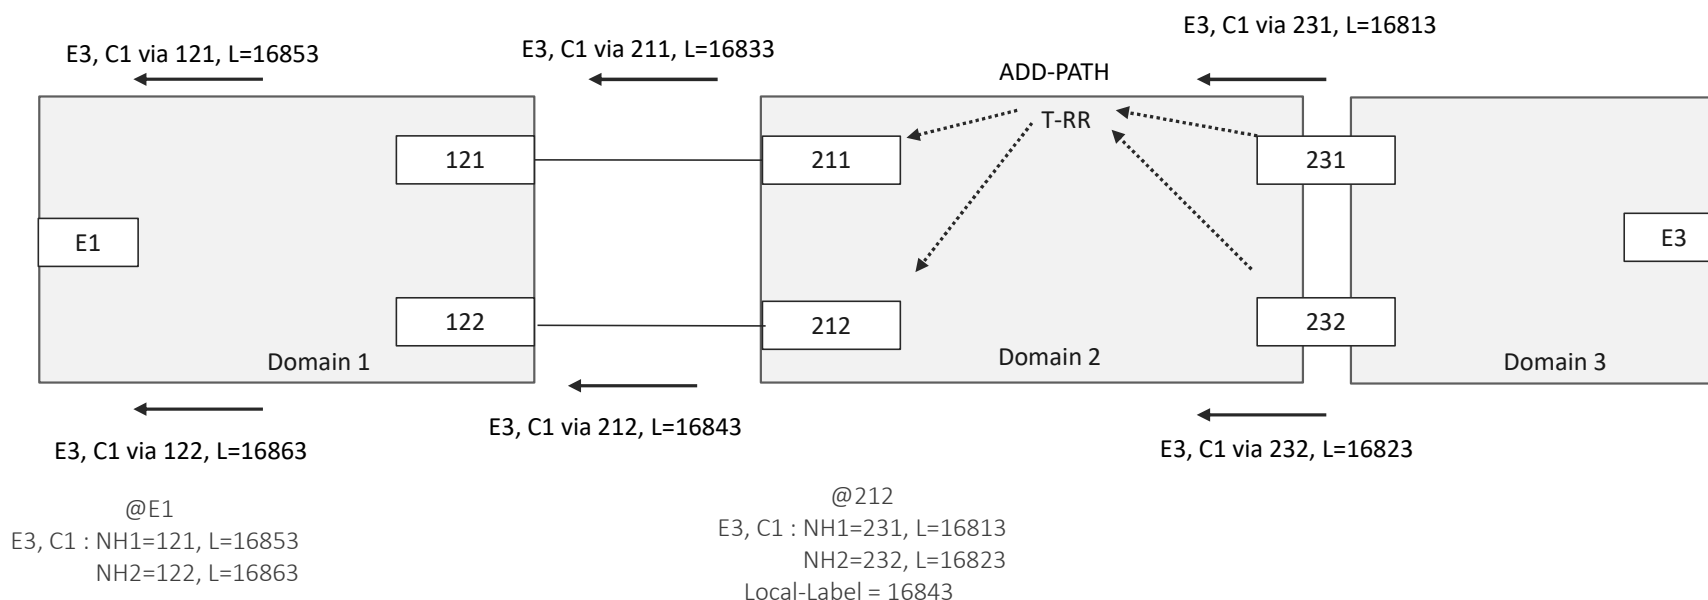 E3, C1 via 231, L=16813
E3, C1 via 211, L=16833
E3, C1 via 121, L=16853
ADD-PATH
T-RR
121
211
231
E1
E3
122
212
232
Domain 1
Domain 2
Domain 3
E3, C1 via 212, L=16843
E3, C1 via 232, L=16823
E3, C1 via 122, L=16863
@E1
E3, C1 : NH1=121, L=16853
NH2=122, L=16863
@212
E3, C1 : NH1=231, L=16813
NH2=232, L=16823
Local-Label = 16843